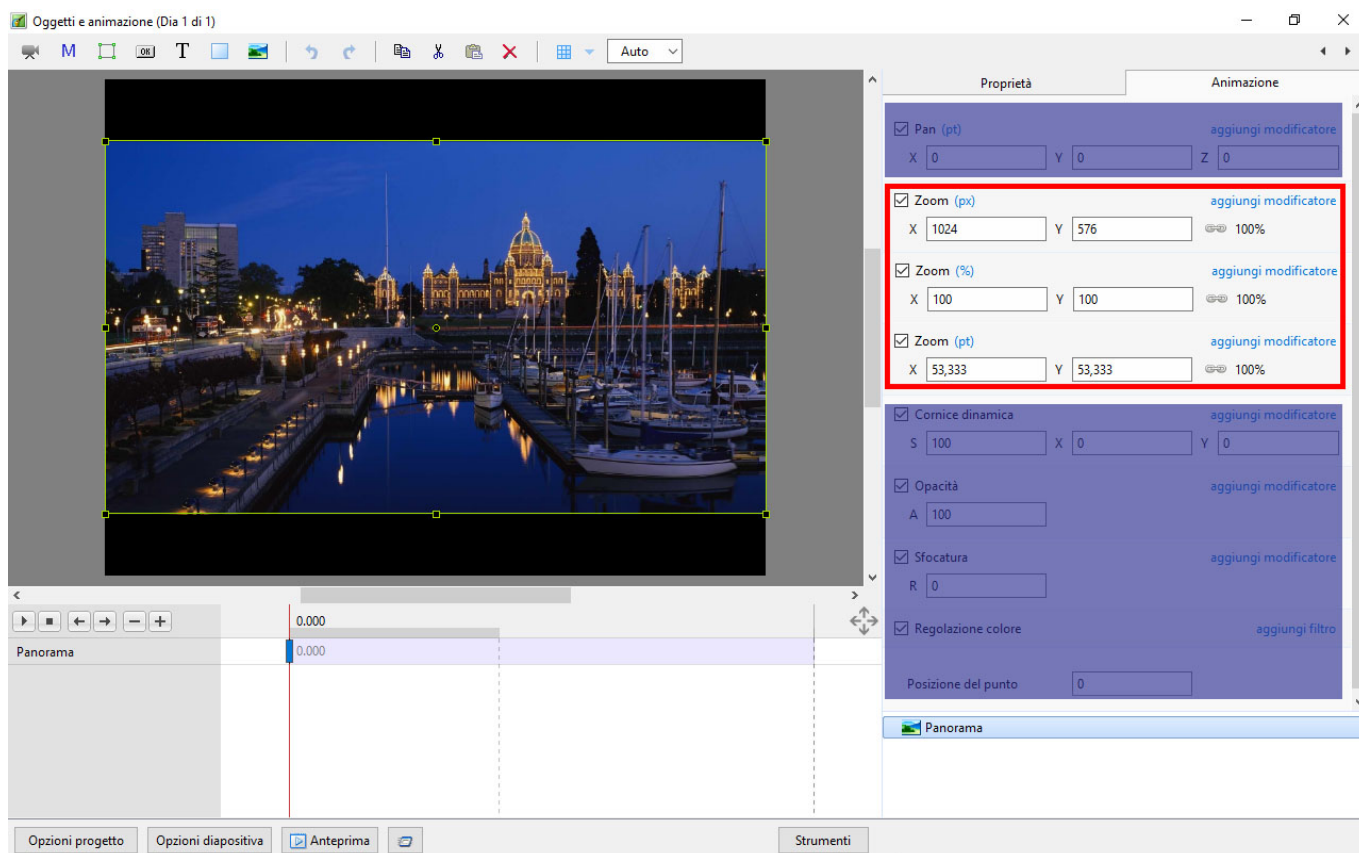 Oggetti e animazione (Dia 1 di 1)
M OK T Auto
Proprietà Animazione
Pan (pt) aggiungi modificatore
X 0 Y 0 Z 0
Zoom (px) aggiungi modificatore
X 1024 Y 576 100%
Zoom (%) aggiungi modificatore
X 100 Y 100 100%
Zoom (pt) aggiungi modificatore
X 53,333 Y 53,333 100%
Cornice dinamica aggiungi modificatore
S 100 X 0 Y 0
Opacità aggiungi modificatore
A 100
Sfocatura aggiungi modificatore
R 0
Regolazione colore aggiungi filtro
Posizione del punto 0
Panorama
0.000
Panorama 0.000
Opzioni progetto Opzioni diapositiva Anteprima Strumenti